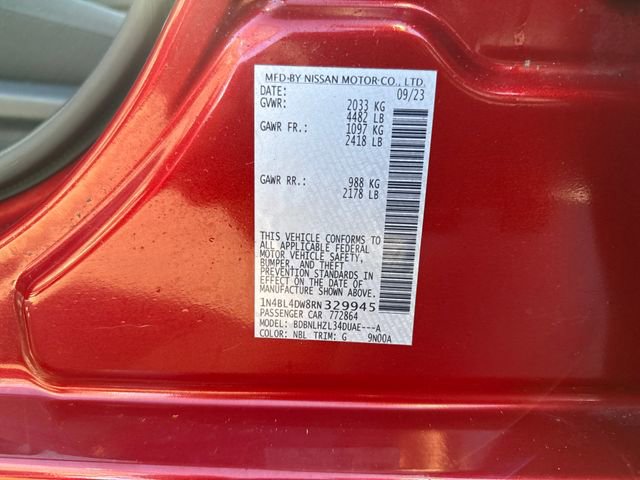 MFD·BY NISSAN MOTOR·CO., LTD.
DATE: 09/23
GVWR: 2033 KG
4482 LB
GAWR FR.: 1097 KG
2418 LB
GAWR RR.: 988 KG
2178 LB
THIS VEHICLE CONFORMS TO
ALL APPLICABLE FEDERAL
MOTOR VEHICLE SAFETY,
BUMPER, AND THEFT
PREVENTION STANDARDS IN
EFFECT ON THE DATE OF
MANUFACTURE SHOWN ABOVE.
1N4BL4DW8RN329945
PASSENGER CAR 772864
MODEL: BDBNLHZL34DUAE---A
COLOR: NBL TRIM: G 9N00A